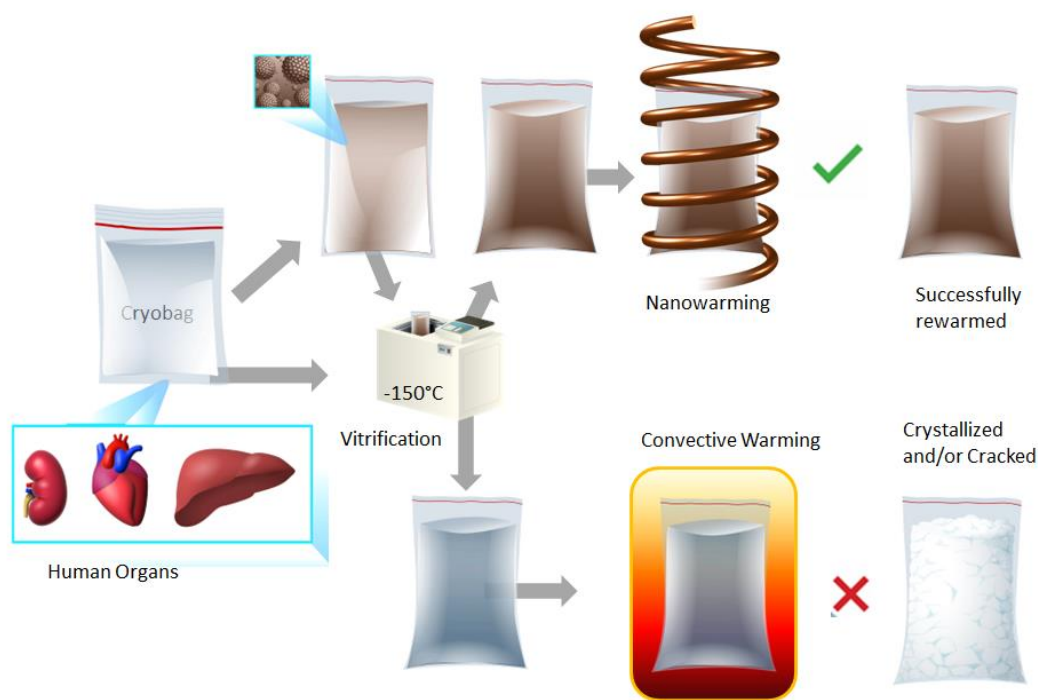 Cryobag
Nanowarming
Successfully
rewarmed
-150°C
Vitrification
Human Organs
Convective Warming
Crystallized
and/or Cracked